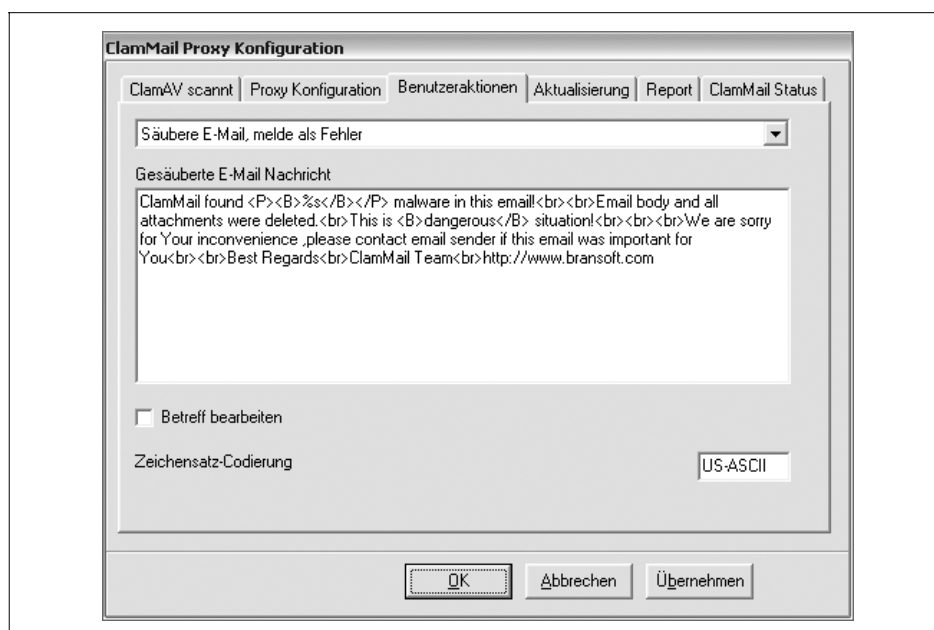 ClamMail Proxy Konfiguration
ClamAV scannt
Proxy Konfiguration
Benutzeraktionen
Aktualisierung
Report
ClamMail Status
Säubere E-Mail, melde als Fehler
Gesäuberte E-Mail Nachricht
ClamMail found <P><B>%s</B></P> malware in this email!<br><br>Email body and all
attachments were deleted.<br>This is <B>dangerous</B> situation!<br><br><br>We are sorry
for Your inconvenience ,please contact email sender if this email was important for
You<br><br>Best Regards<br>ClamMail Team<br>http://www.bransoft.com
Betreff bearbeiten
Zeichensatz-Codierung
US-ASCII
OK
Abbrechen
Übernehmen